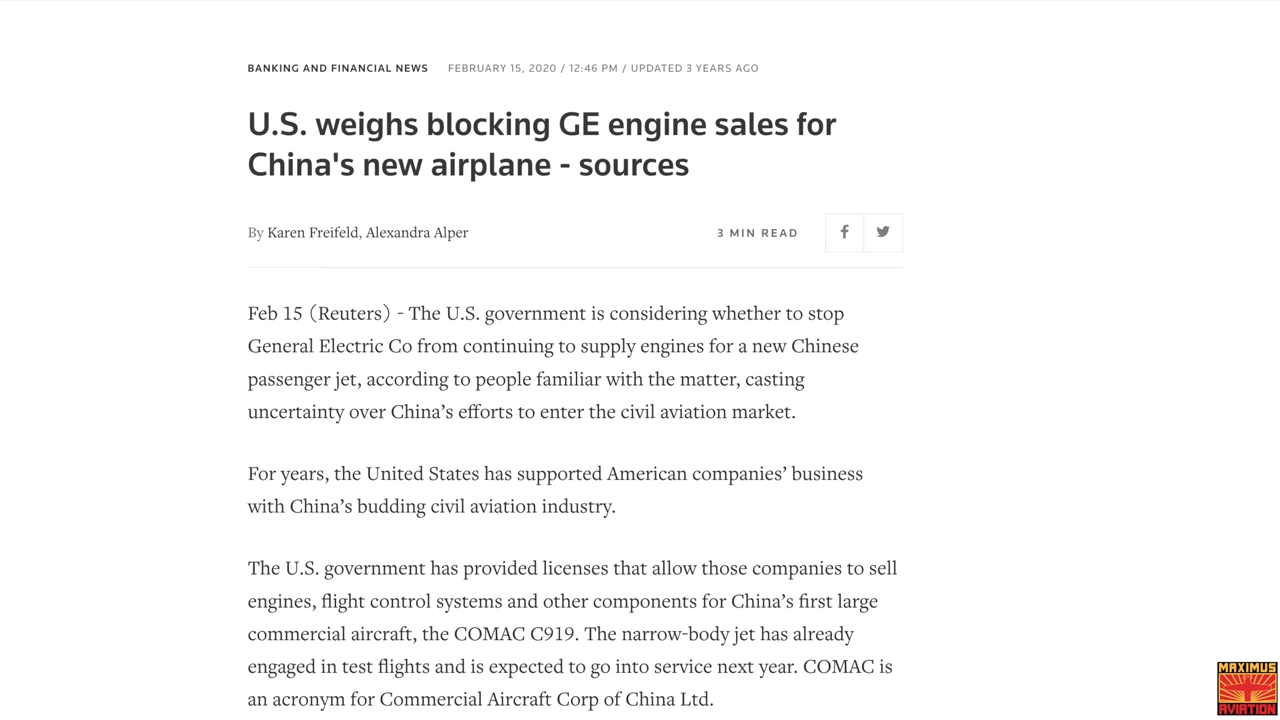 BANKING AND FINANCIAL NEWS FEBRUARY 15, 2020 / 12:46 PM / UPDATED 3 YEARS AGO
U.S. weighs blocking GE engine sales for
China's new airplane - sources
By Karen Freifeld, Alexandra Alper 3 MIN READ
Feb 15 (Reuters) - The U.S. government is considering whether to stop
General Electric Co from continuing to supply engines for a new Chinese
passenger jet, according to people familiar with the matter, casting
uncertainty over China’s efforts to enter the civil aviation market.
For years, the United States has supported American companies’ business
with China’s budding civil aviation industry.
The U.S. government has provided licenses that allow those companies to sell
engines, flight control systems and other components for China’s first large
commercial aircraft, the COMAC C919. The narrow-body jet has already
engaged in test flights and is expected to go into service next year. COMAC is
an acronym for Commercial Aircraft Corp of China Ltd.
MAXIMUS
AVIATION